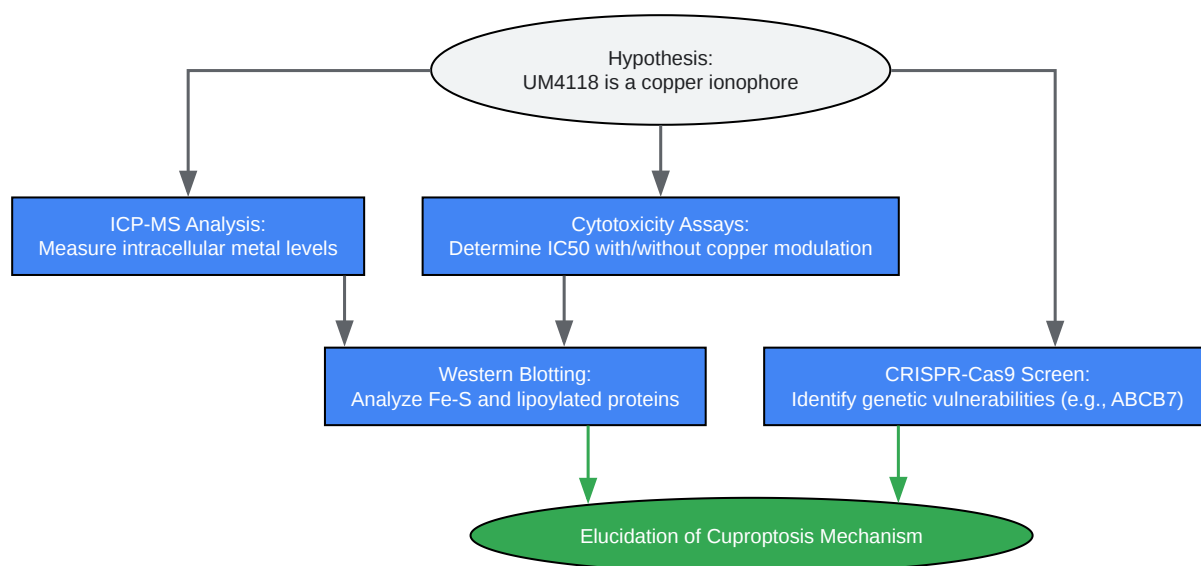 Hypothesis:
UM4118 is a copper ionophore
ICP-MS Analysis:
Measure intracellular metal levels
Cytotoxicity Assays:
Determine IC50 with/without copper modulation
Western Blotting:
Analyze Fe-S and lipoylated proteins
CRISPR-Cas9 Screen:
Identify genetic vulnerabilities (e.g., ABCB7)
Elucidation of Cuproptosis Mechanism